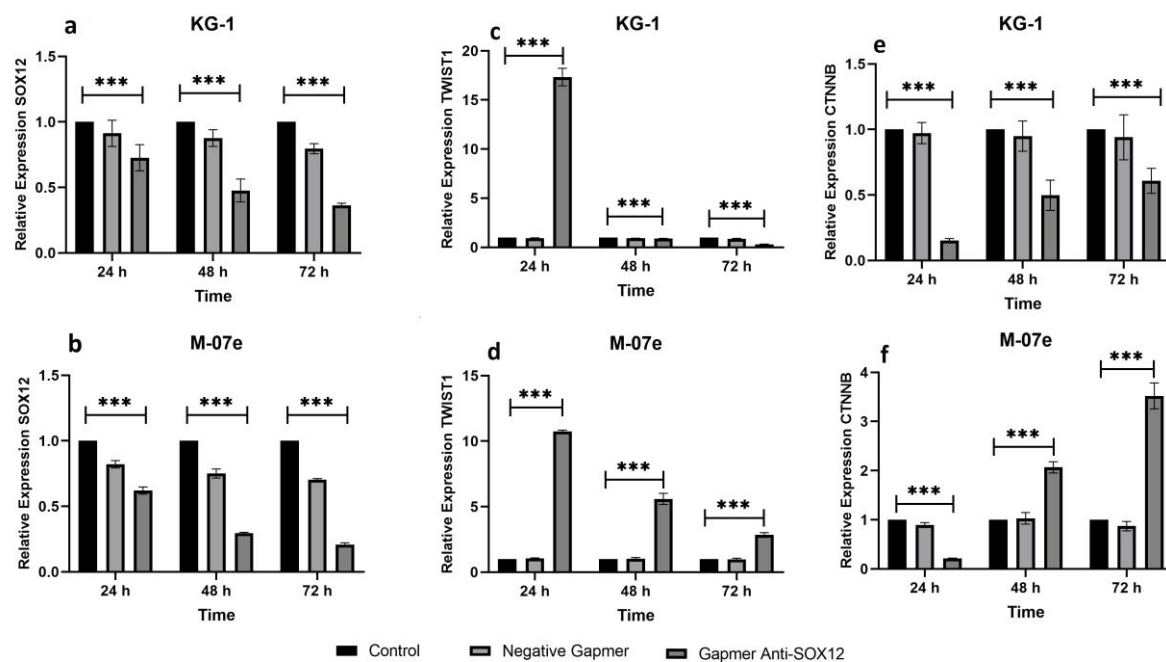 a
KG-1
Relative Expression SOX12
1.5
1.0
0.5
0.0
***
***
***
24 h
48 h
72 h
Time
c
KG-1
Relative Expression TWIST1
20
15
10
5
0
***
***
***
24 h
48 h
72 h
Time
e
KG-1
Relative Expression CTNNB
1.5
1.0
0.5
0.0
***
***
***
24 h
48 h
72 h
Time
b
M-07e
Relative Expression SOX12
1.5
1.0
0.5
0.0
***
***
***
24 h
48 h
72 h
Time
d
M-07e
Relative Expression TWIST1
15
10
5
0
***
***
***
24 h
48 h
72 h
Time
f
M-07e
Relative Expression CTNNB
4
3
2
1
0
***
***
***
24 h
48 h
72 h
Time
Control
Negative Gapmer
Gapmer Anti-SOX12